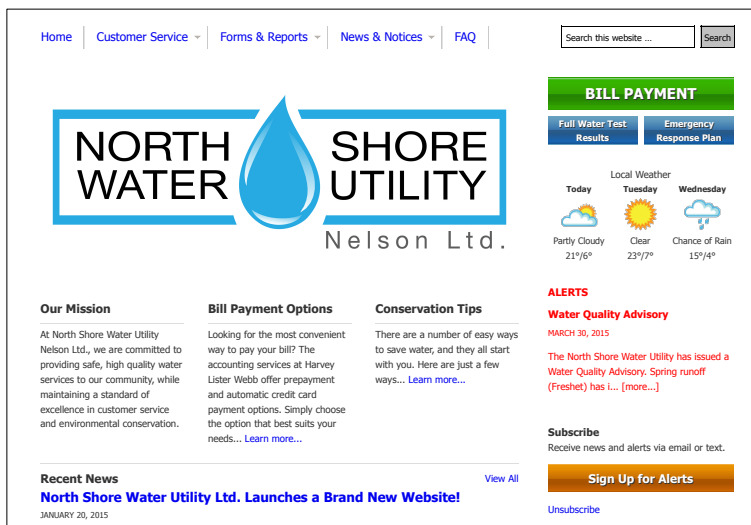 Home
Customer Service
Forms & Reports
News & Notices
FAQ
Search this website ...
Search
NORTH SHORE
WATER UTILITY
Nelson Ltd.
BILL PAYMENT
Full Water Test
Results
Emergency
Response Plan
Local Weather
Today
Tuesday
Wednesday
Partly Cloudy
Clear
Chance of Rain
21°/6°
23°/7°
15°/4°
ALERTS
Water Quality Advisory
MARCH 30, 2015
The North Shore Water Utility has issued a
Water Quality Advisory. Spring runoff
(Freshet) has i... [more...]
Our Mission
At North Shore Water Utility
Nelson Ltd., we are committed to
providing safe, high quality water
services to our community, while
maintaining a standard of
excellence in customer service
and environmental conservation.
Bill Payment Options
Looking for the most convenient
way to pay your bill? The
accounting services at Harvey
Lister Webb offer prepayment
and automatic credit card
payment options. Simply choose
the option that best suits your
needs... Learn more...
Conservation Tips
There are a number of easy ways
to save water, and they all start
with you. Here are just a few
ways... Learn more...
Subscribe
Receive news and alerts via email or text.
Sign Up for Alerts
Unsubscribe
Recent News
View All
North Shore Water Utility Ltd. Launches a Brand New Website!
JANUARY 20, 2015